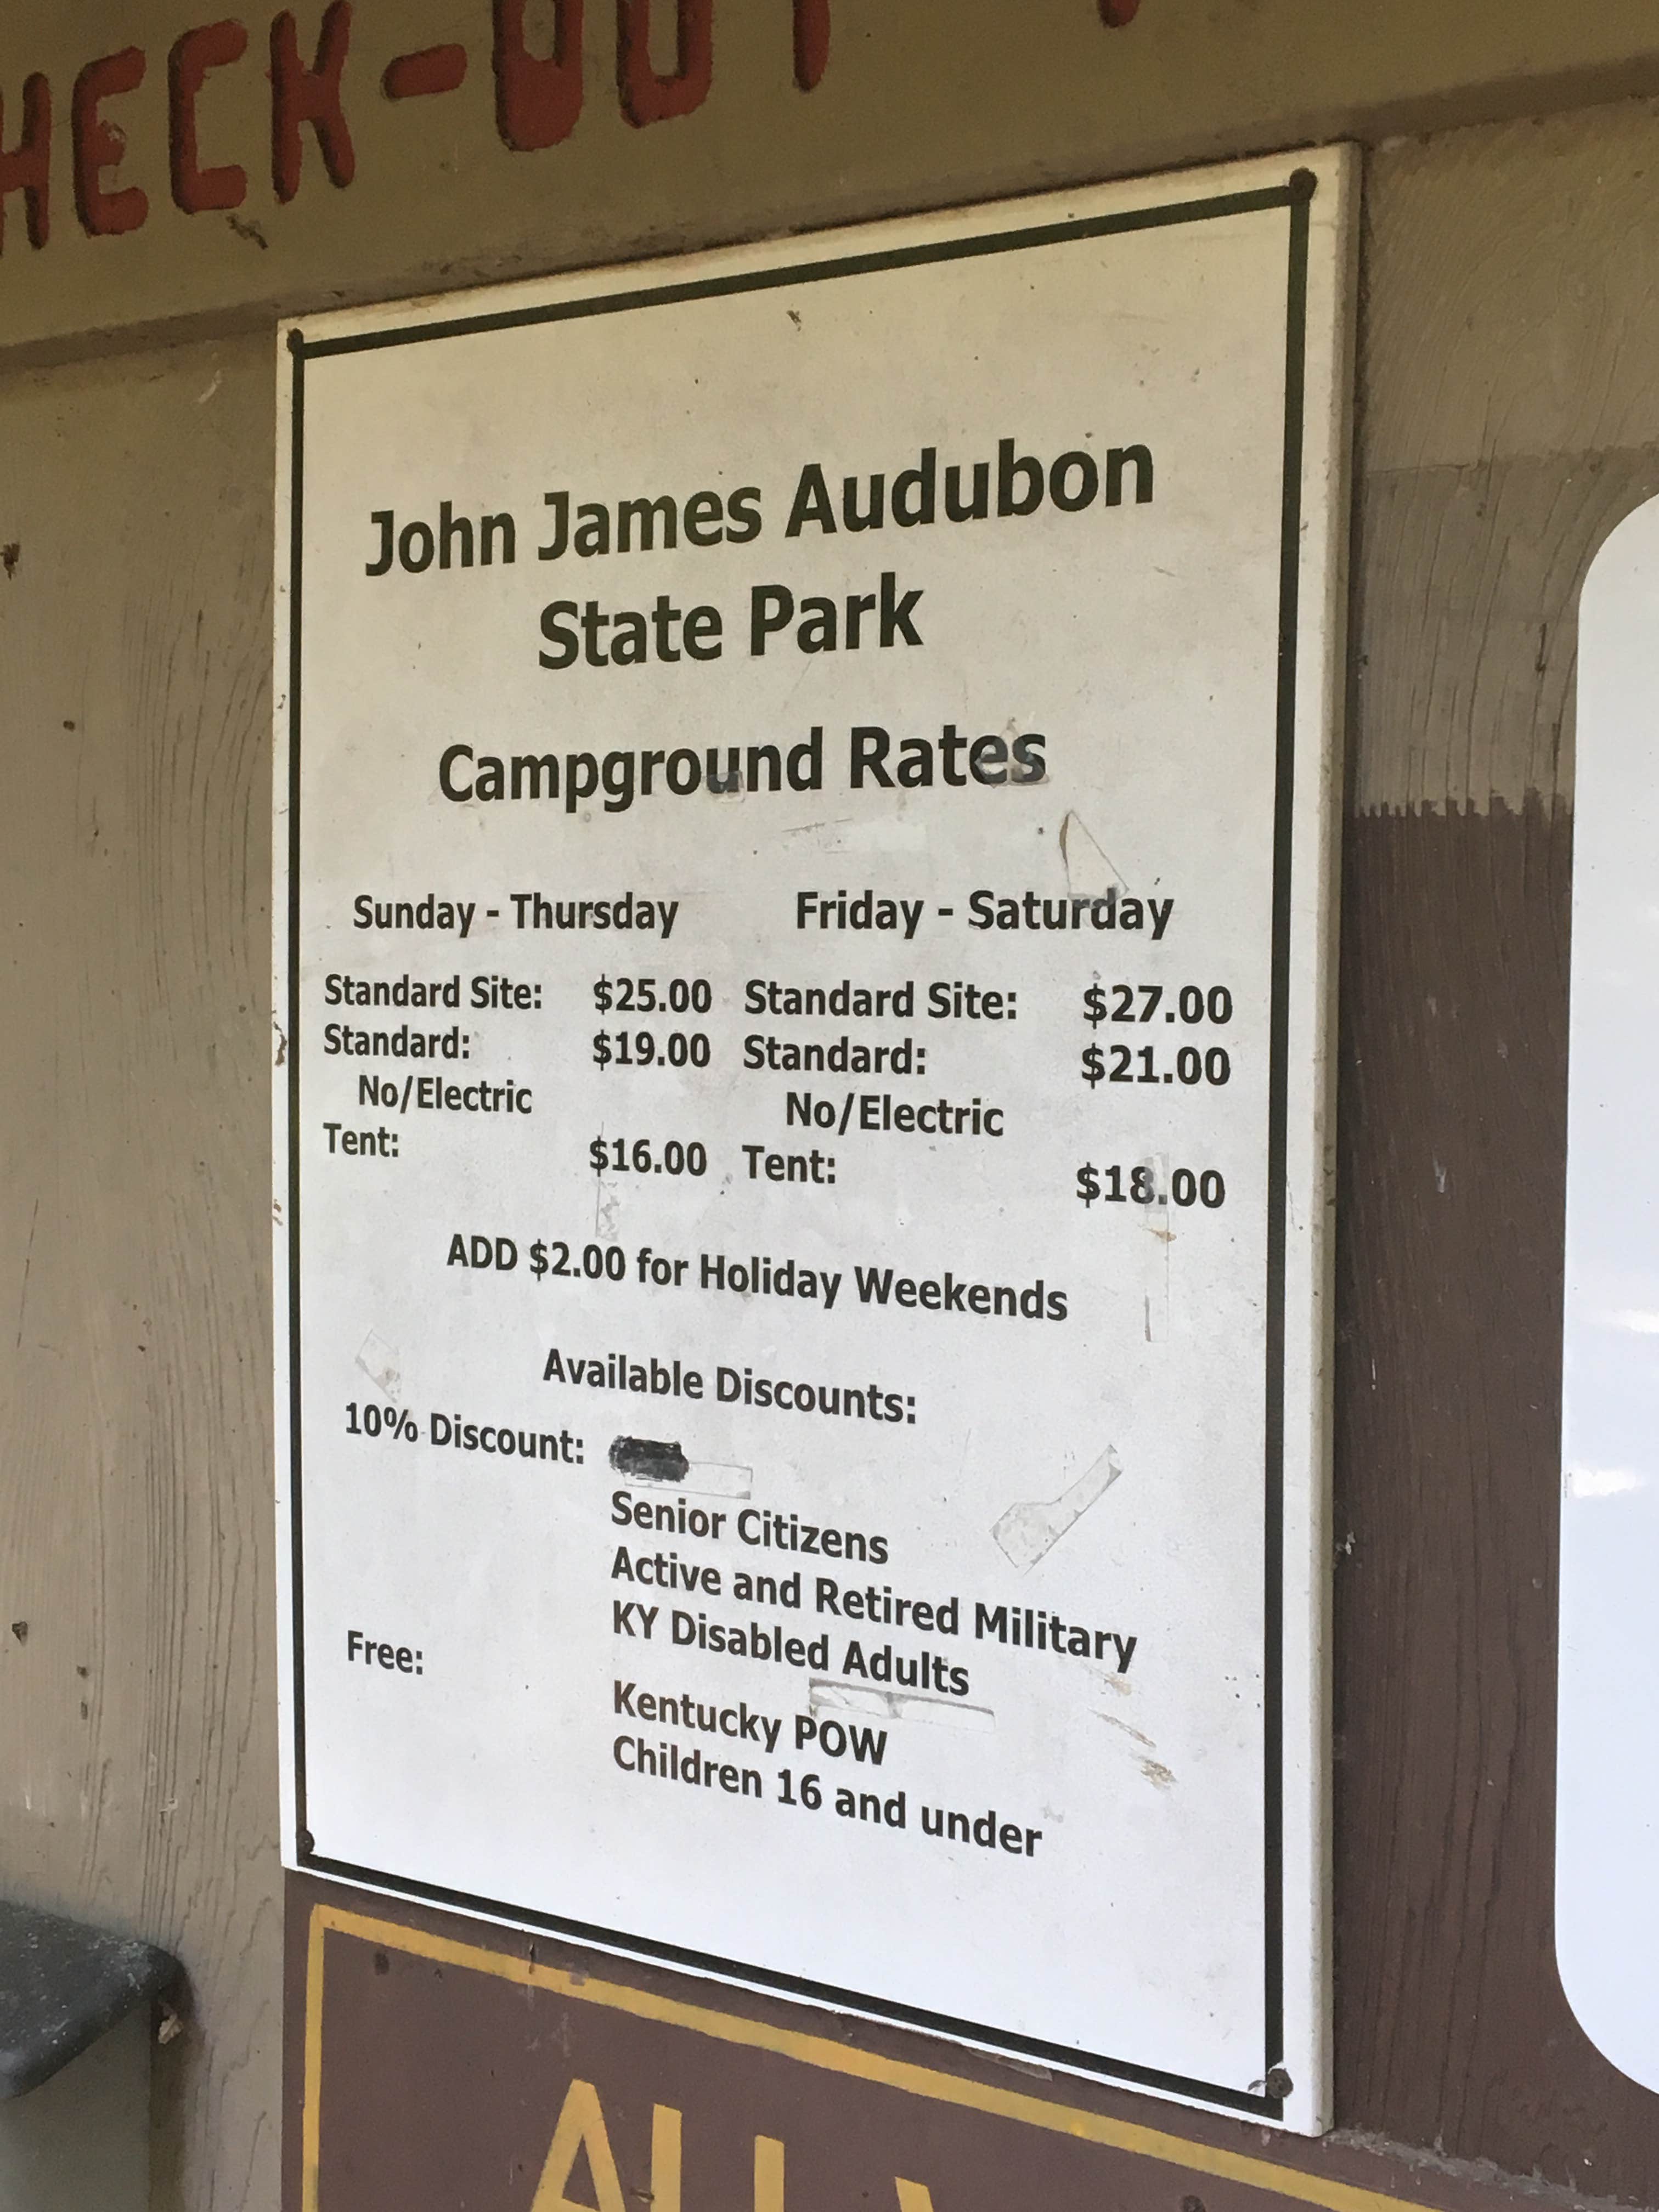 HECK-OUT
John James Audubon
State Park
Campground Rates
Sunday - Thursday Friday - Saturday
Standard Site: $25.00 Standard Site: $27.00
Standard: $19.00 Standard: $21.00
No/Electric No/Electric
Tent: $16.00 Tent: $18.00
ADD $2.00 for Holiday Weekends
Available Discounts:
10% Discount:
Senior Citizens
Active and Retired Military
KY Disabled Adults
Free:
Kentucky POW
Children 16 and under